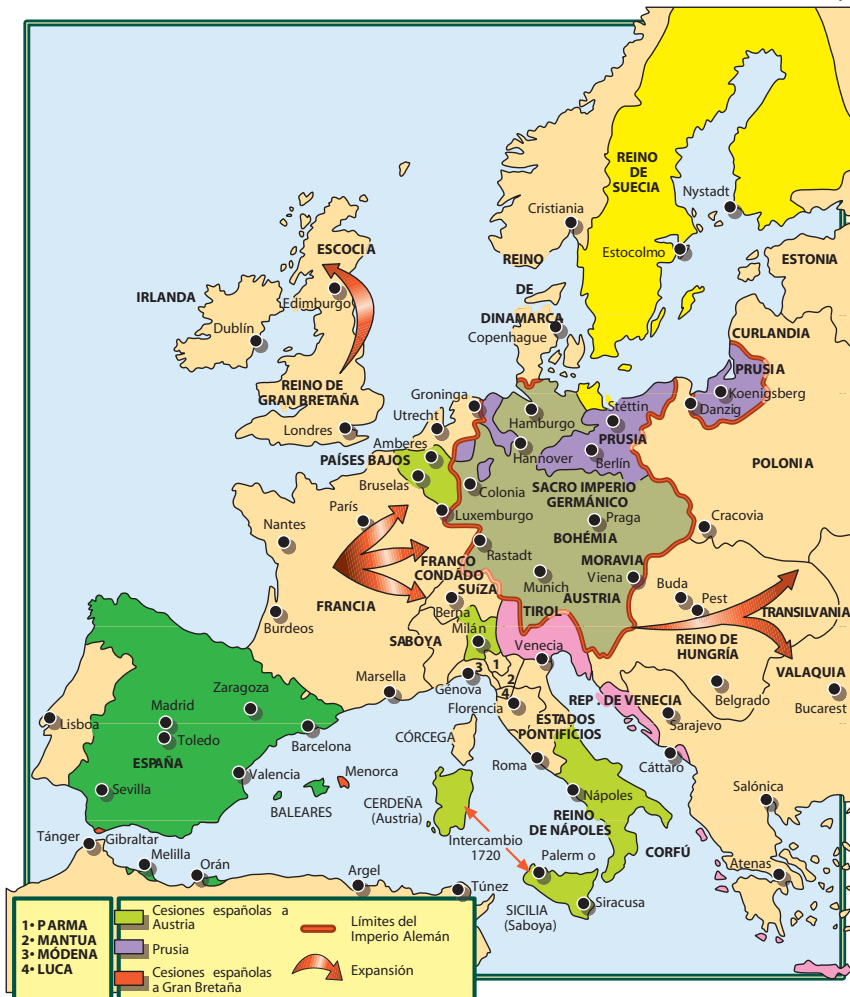 REINO
DE
SUECIA
Nystadt
Cristiania
Estocolmo
ESCOCIA
REINO
ESTONIA
IRLANDA
Edimburgo
DE
DINAMARCA
Copenhague
Dublín
CURLANDIA
PRUSIA
REINO DE
GRAN BRETAÑA
Groninga
Koenigsberg
Danzig
Stéttin
Utrecht
Hamburgo
Londres
Amberes
PRUSIA
Hannover
Berlín
PAÍSES BAJOS
POLONIA
Bruselas
Colonia
SACRO IMPERIO
GERMÁNICO
París
Luxemburgo
Praga
Cracovia
Nantes
BOHÉMIA
Rastadt
FRANCO
CONDADO
MORAVIA
SUíZA
Munich
Viena
Buda
Pest
FRANCIA
AUSTRIA
Berna
TIROL
TRANSILVANIA
Burdeos
Milán
SABOYA
Venecia
REINO DE
HUNGRÍA
VALAQUIA
Marsella
3
1
2
4
Génova
Zaragoza
Belgrado
Bucarest
REP . DE VENECIA
Florencia
Madrid
Lisboa
Sarajevo
ESTADOS
PONTIFICIOS
Toledo
Barcelona
CÓRCEGA
ESPAÑA
Roma
Cáttaro
Valencia
Menorca
Sevilla
CERDEÑA
(Austria)
Nápoles
Salónica
BALEARES
REINO
DE NÁPOLES
Tánger
Gibraltar
Intercambio
1720
CORFÚ
Melilla
Orán
Palerm o
Atenas
Argel
Túnez
SICILIA
(Saboya)
Siracusa
1• PARMA
2• MANTUA
3• MÓDENA
4• LUCA
Cesiones españolas a
Austria
Prusia
Cesiones españolas
a Gran Bretaña
Límites del
Imperio Alemán
Expansión